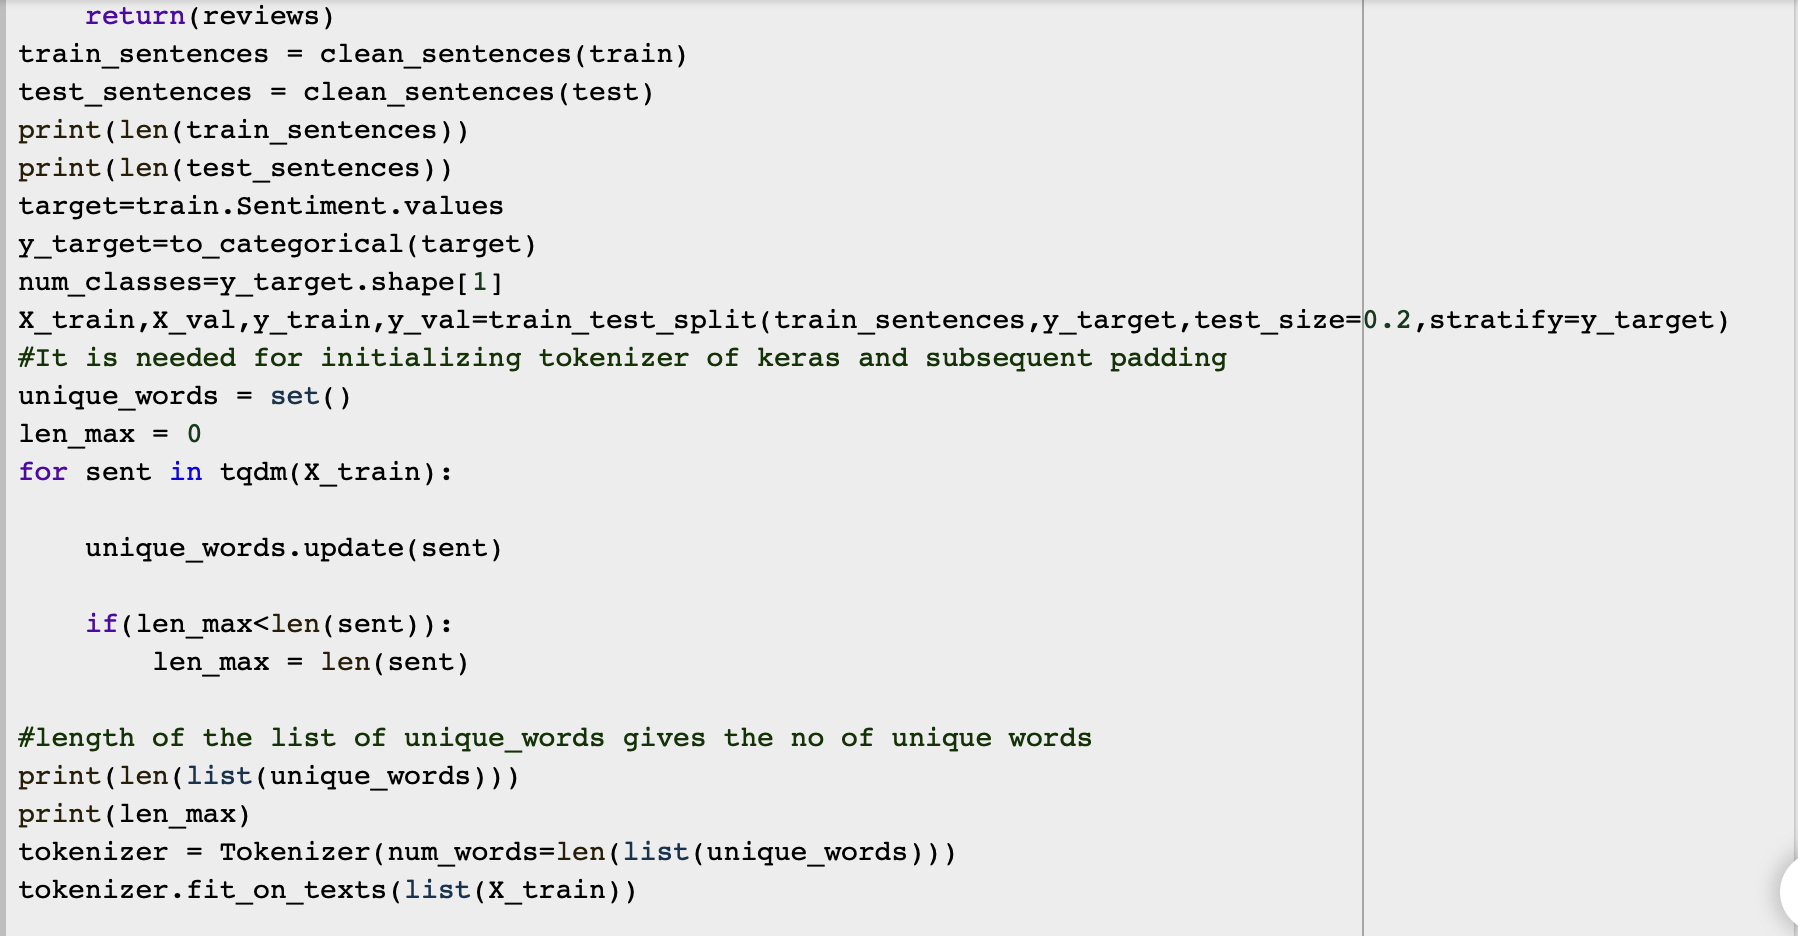 return(reviews)
train_sentences = clean_sentences(train)
test_sentences = clean_sentences(test)
print(len(train_sentences))
print(len(test_sentences))
target=train.Sentiment.values
y_target=to_categorical(target)
num_classes=y_target.shape[1]
X_train,X_val,y_train,y_val=train_test_split(train_sentences,y_target,test_size=0.2,stratify=y_target)
#It is needed for initializing tokenizer of keras and subsequent padding
unique_words = set()
len_max = 0
for sent in tqdm(X_train):

    unique_words.update(sent)

    if(len_max<len(sent)):
        len_max = len(sent)

#length of the list of unique_words gives the no of unique words
print(len(list(unique_words)))
print(len_max)
tokenizer = Tokenizer(num_words=len(list(unique_words)))
tokenizer.fit_on_texts(list(X_train))